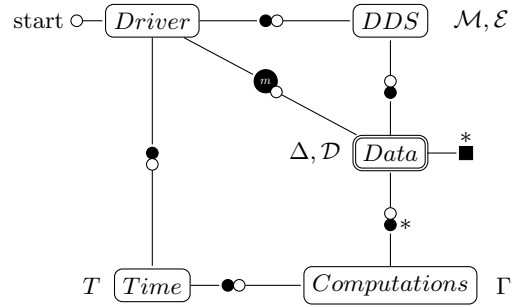 start Driver DDS M, E
m
*
Δ, D Data
*
T Time Computations Γ